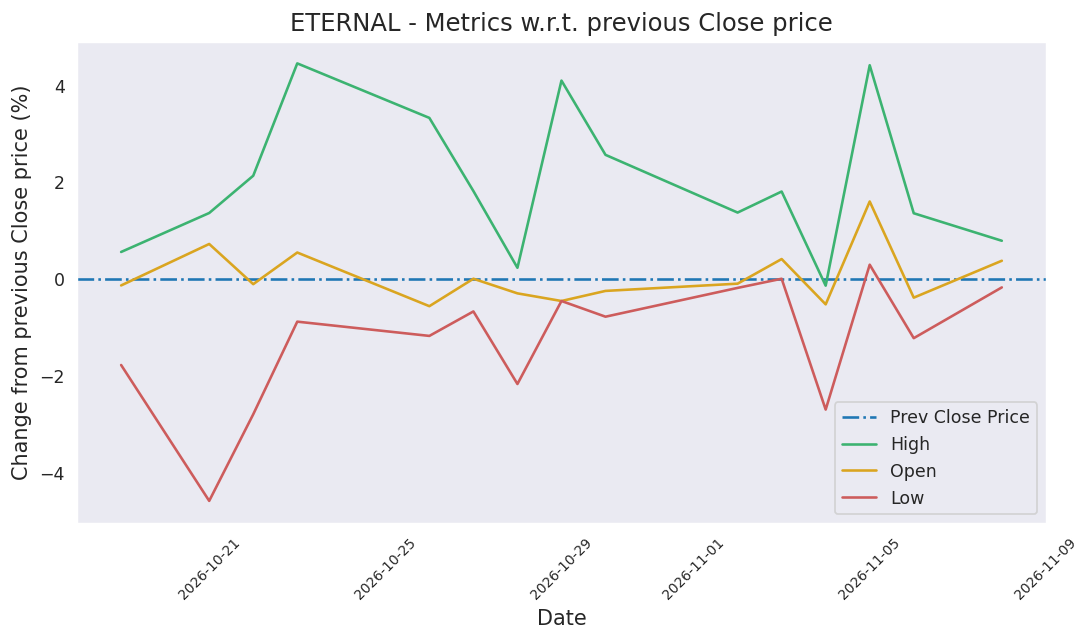 ETERNAL - Metrics w.r.t. previous Close price
Change from previous Close price (%)
4
2
0
−2
−4
Prev Close Price
High
Open
Low
2026-10-21
2026-10-25
2026-10-29
2026-11-01
2026-11-05
2026-11-09
Date